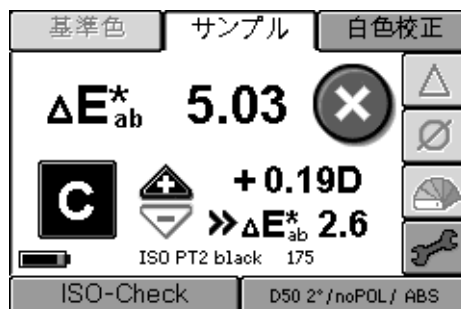 基準色 サンプル 白色校正
ΔE*ab 5.03
C +0.19D
»ΔE*ab 2.6
ISO PT2 black 175
ISO-Check D50 2°/noPOL/ ABS